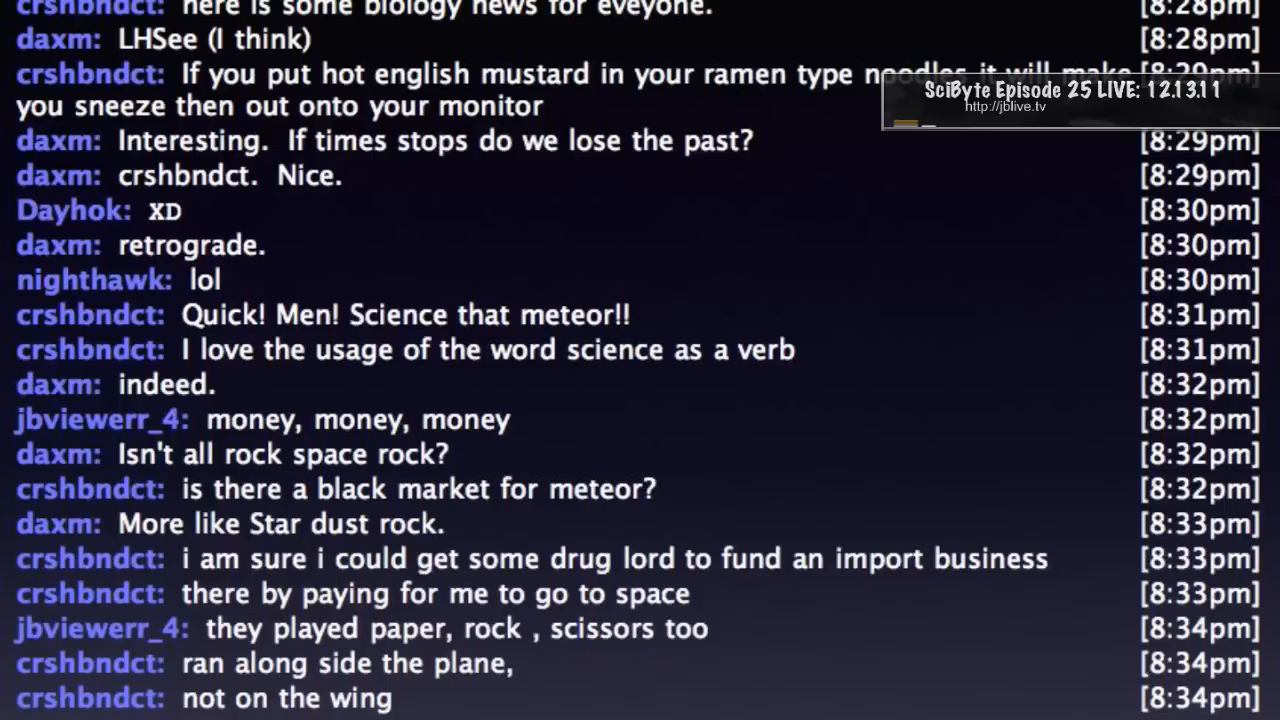 crshbndct: here is some biology news for eveyone. [8:28pm]
daxm: LHSee (I think) [8:28pm]
crshbndct: If you put hot english mustard in your ramen type noodles it will make [8:29pm]
SciByte Episode 25 LIVE: 12.13.11
http://jblive.tv
you sneeze then out onto your monitor
daxm: Interesting. If times stops do we lose the past? [8:29pm]
daxm: crshbndct. Nice. [8:29pm]
Dayhok: XD [8:30pm]
daxm: retrograde. [8:30pm]
nighthawk: lol [8:30pm]
crshbndct: Quick! Men! Science that meteor!! [8:31pm]
crshbndct: I love the usage of the word science as a verb [8:31pm]
daxm: indeed. [8:32pm]
jbviewerr_4: money, money, money [8:32pm]
daxm: Isn't all rock space rock? [8:32pm]
crshbndct: is there a black market for meteor? [8:32pm]
daxm: More like Star dust rock. [8:33pm]
crshbndct: i am sure i could get some drug lord to fund an import business [8:33pm]
crshbndct: there by paying for me to go to space [8:33pm]
jbviewerr_4: they played paper, rock , scissors too [8:34pm]
crshbndct: ran along side the plane, [8:34pm]
crshbndct: not on the wing [8:34pm]